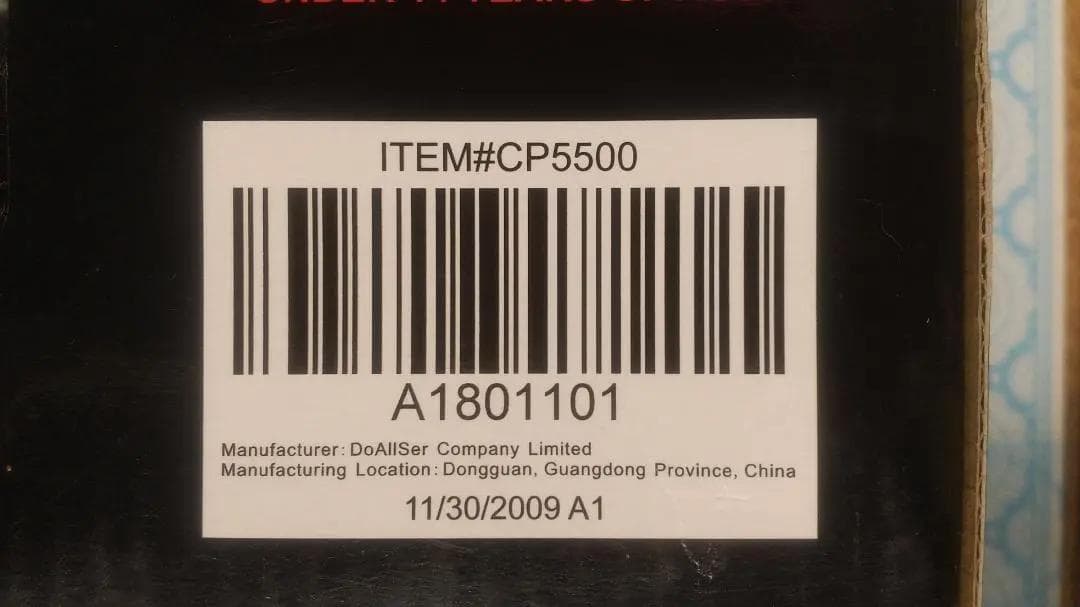 ITEM#CP5500
A1801101
Manufacturer: DoAllSer Company Limited
Manufacturing Location: Dongguan, Guangdong Province, China
11/30/2009 A1